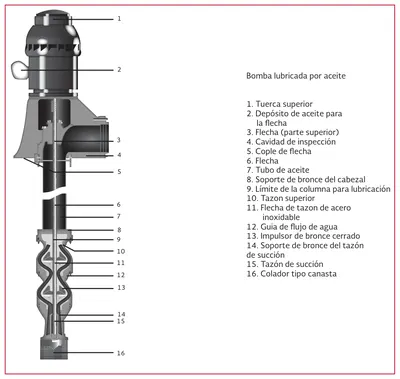 Bomba lubricada por aceite
1. Tuerca superior
2. Depósito de aceite para
la flecha
3. Flecha (parte superior)
4. Cavidad de inspección
5. Cople de flecha
6. Flecha
7. Tubo de aceite
8. Soporte de bronce del cabezal
9. Límite de la columna para lubricación
10. Tazon superior
11. Flecha de tazon de acero
inoxidable
12. Guia de flujo de agua
13. Impulsor de bronce cerrado
14. Soporte de bronce del tazón
de succión
15. Tazón de succión
16. Colador tipo canasta
1
2
3
4
5
6
7
8
9
10
11
12
13
14
15
16